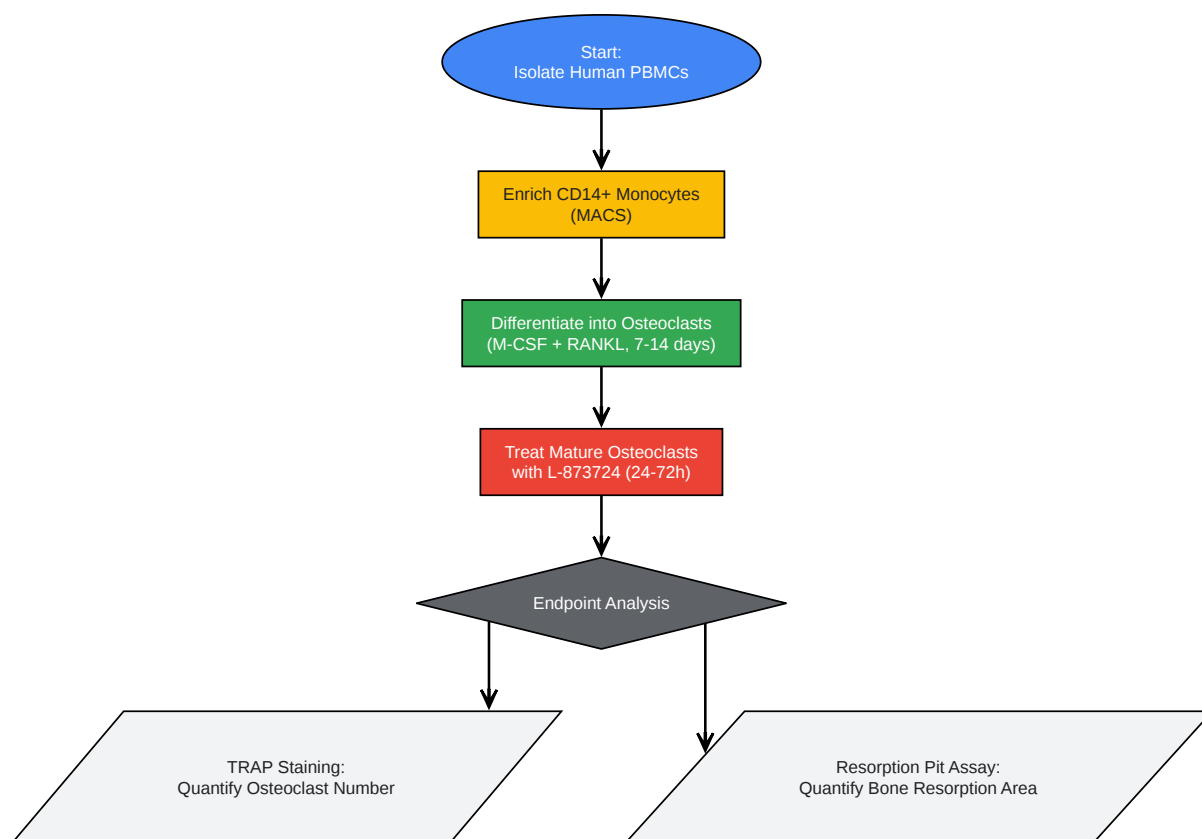 Start:
Isolate Human PBMCs
Enrich CD14+ Monocytes
(MACS)
Differentiate into Osteoclasts
(M-CSF + RANKL, 7-14 days)
Treat Mature Osteoclasts
with L-873724 (24-72h)
Endpoint Analysis
TRAP Staining:
Quantify Osteoclast Number
Resorption Pit Assay:
Quantify Bone Resorption Area